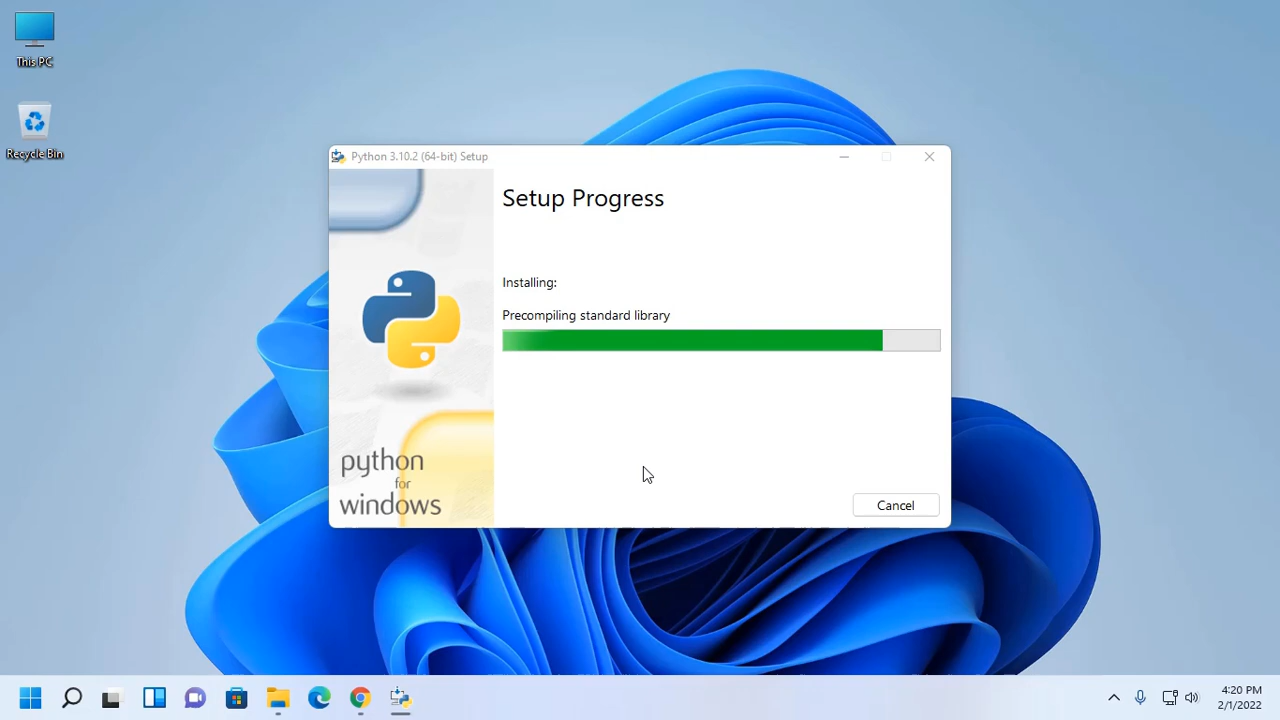 This PC
Recycle Bin
Python 3.10.2 (64-bit) Setup
Setup Progress
Installing:
Precompiling standard library
python
for
windows
Cancel
4:20 PM
2/1/2022